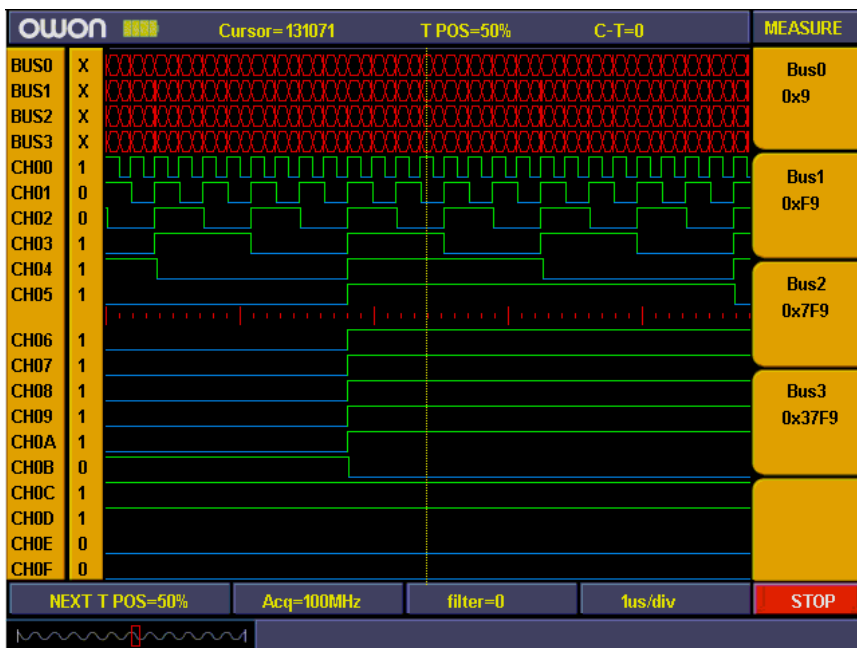 owon Cursor=131071 T POS=50% C-T=0 MEASURE
BUS0 X
BUS1 X
BUS2 X
BUS3 X
CH00 1
CH01 0
CH02 0
CH03 1
CH04 1
CH05 1
CH06 1
CH07 1
CH08 1
CH09 1
CH0A 1
CH0B 0
CH0C 1
CH0D 1
CH0E 0
CH0F 0
Bus0
0x9
Bus1
0xF9
Bus2
0x7F9
Bus3
0x37F9
NEXT T POS=50% Acq=100MHz filter=0 1us/div STOP